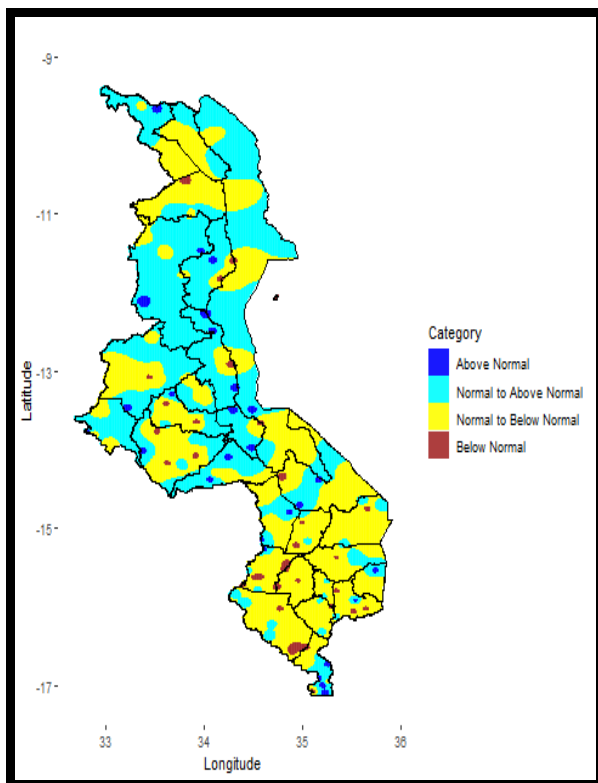 -9
-11
-13
-15
-17
Latitude
33
34
35
36
Longitude
Category
Above Normal
Normal to Above Normal
Normal to Below Normal
Below Normal